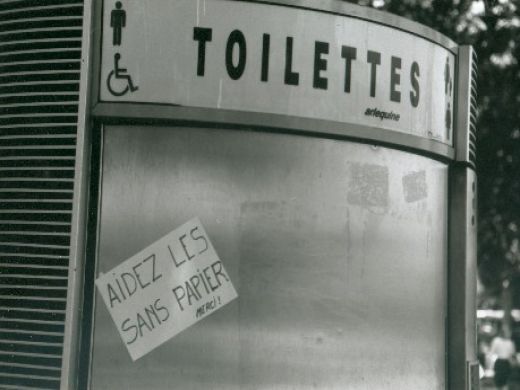 TOILETTES
arlequine
AIDEZ LES
SANS PAPIER
MERCI!